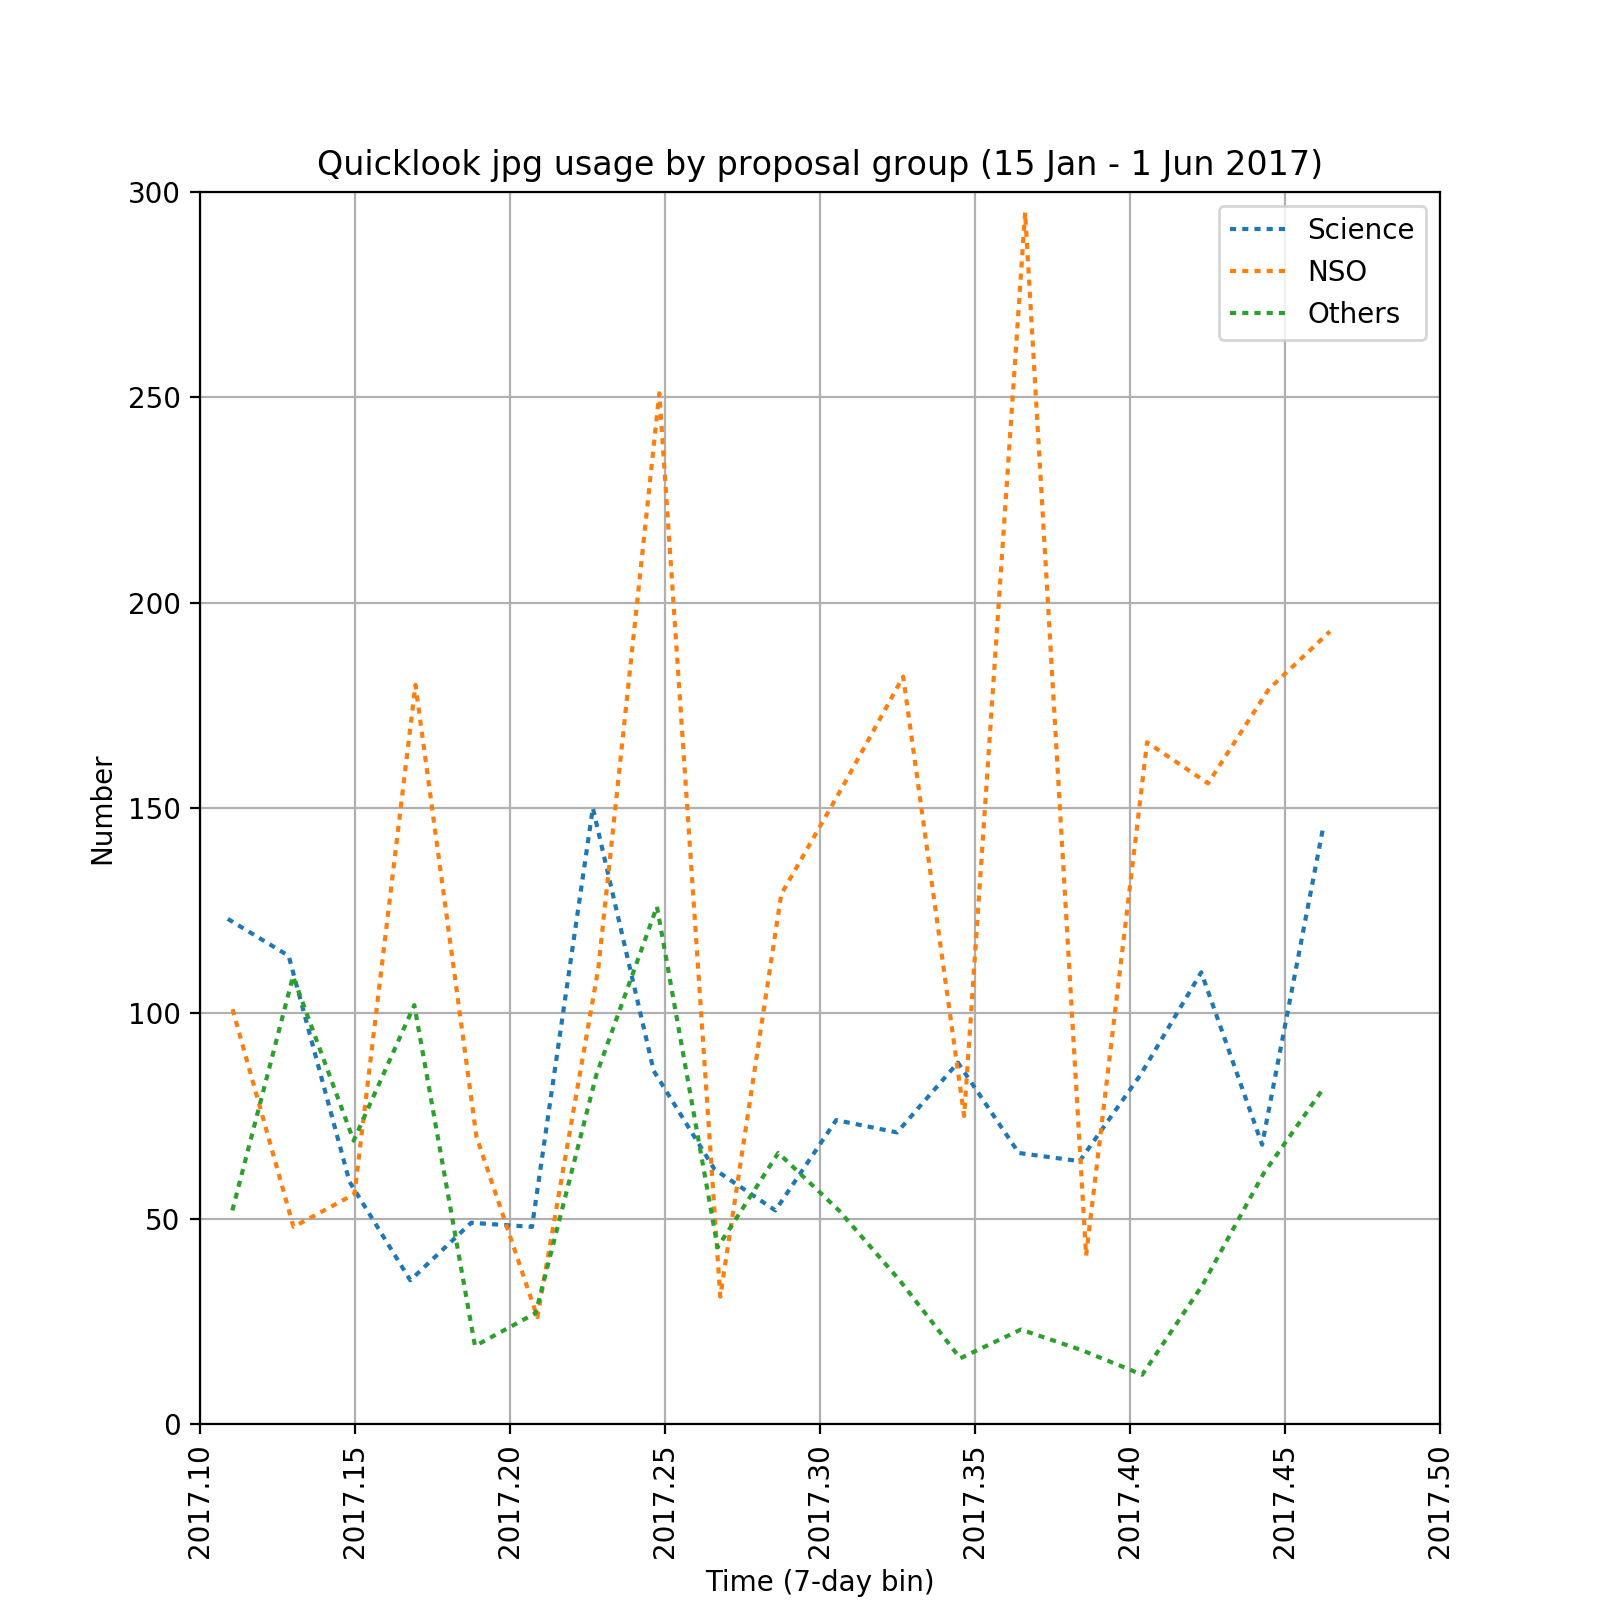 Quicklook jpg usage by proposal group (15 Jan - 1 Jun 2017)
Science
NSO
Others
300
250
200
150
100
50
0
Number
2017.10
2017.15
2017.20
2017.25
2017.30
2017.35
2017.40
2017.45
2017.50
Time (7-day bin)